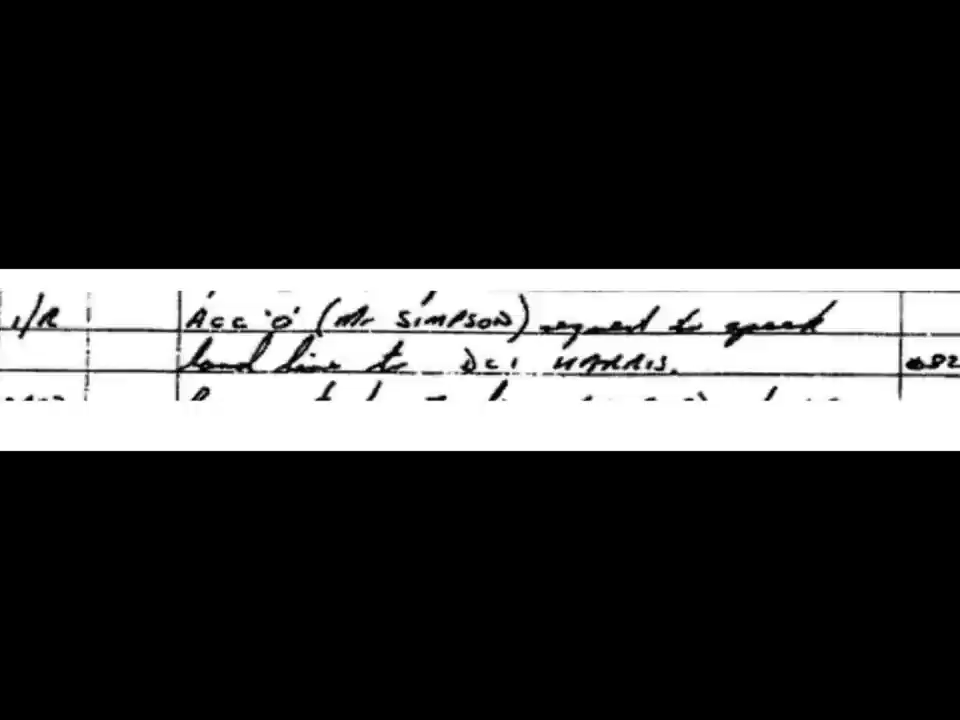 I/R ACC 'O' (Mr SIMPSON) request to speak
land line to DCI HARRIS.